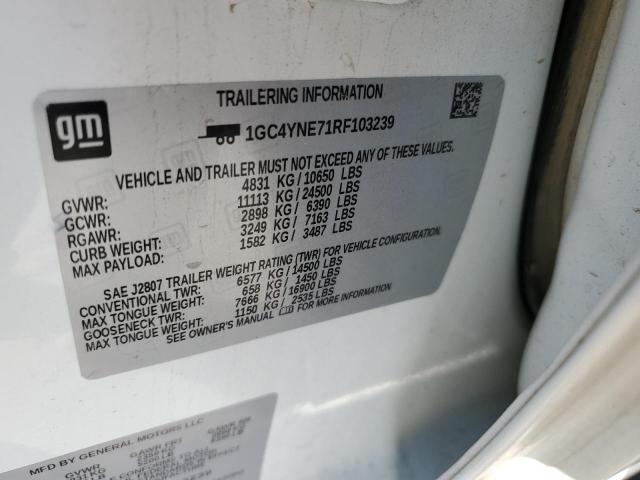 gm
TRAILERING INFORMATION
1GC4YNE71RF103239
VEHICLE AND TRAILER MUST NOT EXCEED ANY OF THESE VALUES.
GVWR: 4831 KG/10650 LBS
GCWR: 11113 KG/24500 LBS
RGAWR: 2898 KG/ 6390 LBS
CURB WEIGHT: 3249 KG/ 7163 LBS
MAX PAYLOAD: 1582 KG/ 3487 LBS
SAE J2807 TRAILER WEIGHT RATING (TWR) FOR VEHICLE CONFIGURATION.
CONVENTIONAL TWR: 6577 KG/14500 LBS
MAX TONGUE WEIGHT: 658 KG/ 1450 LBS
GOOSENECK TWR: 7666 KG/16900 LBS
MAX TONGUE WEIGHT: 1150 KG/ 2535 LBS
SEE OWNER'S MANUAL FOR MORE INFORMATION
MFD BY GENERAL MOTORS LLC
GVWR GAWR FRT